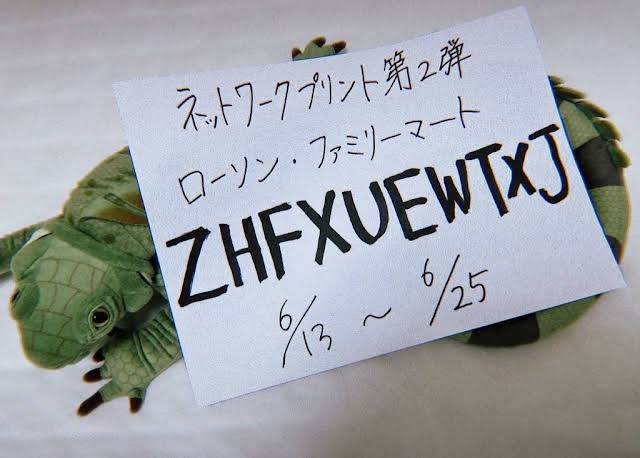 ネットワークプリント第2弾
ローソン・ファミリーマート
ZHFXUEWTXJ
6/13 ～ 6/25